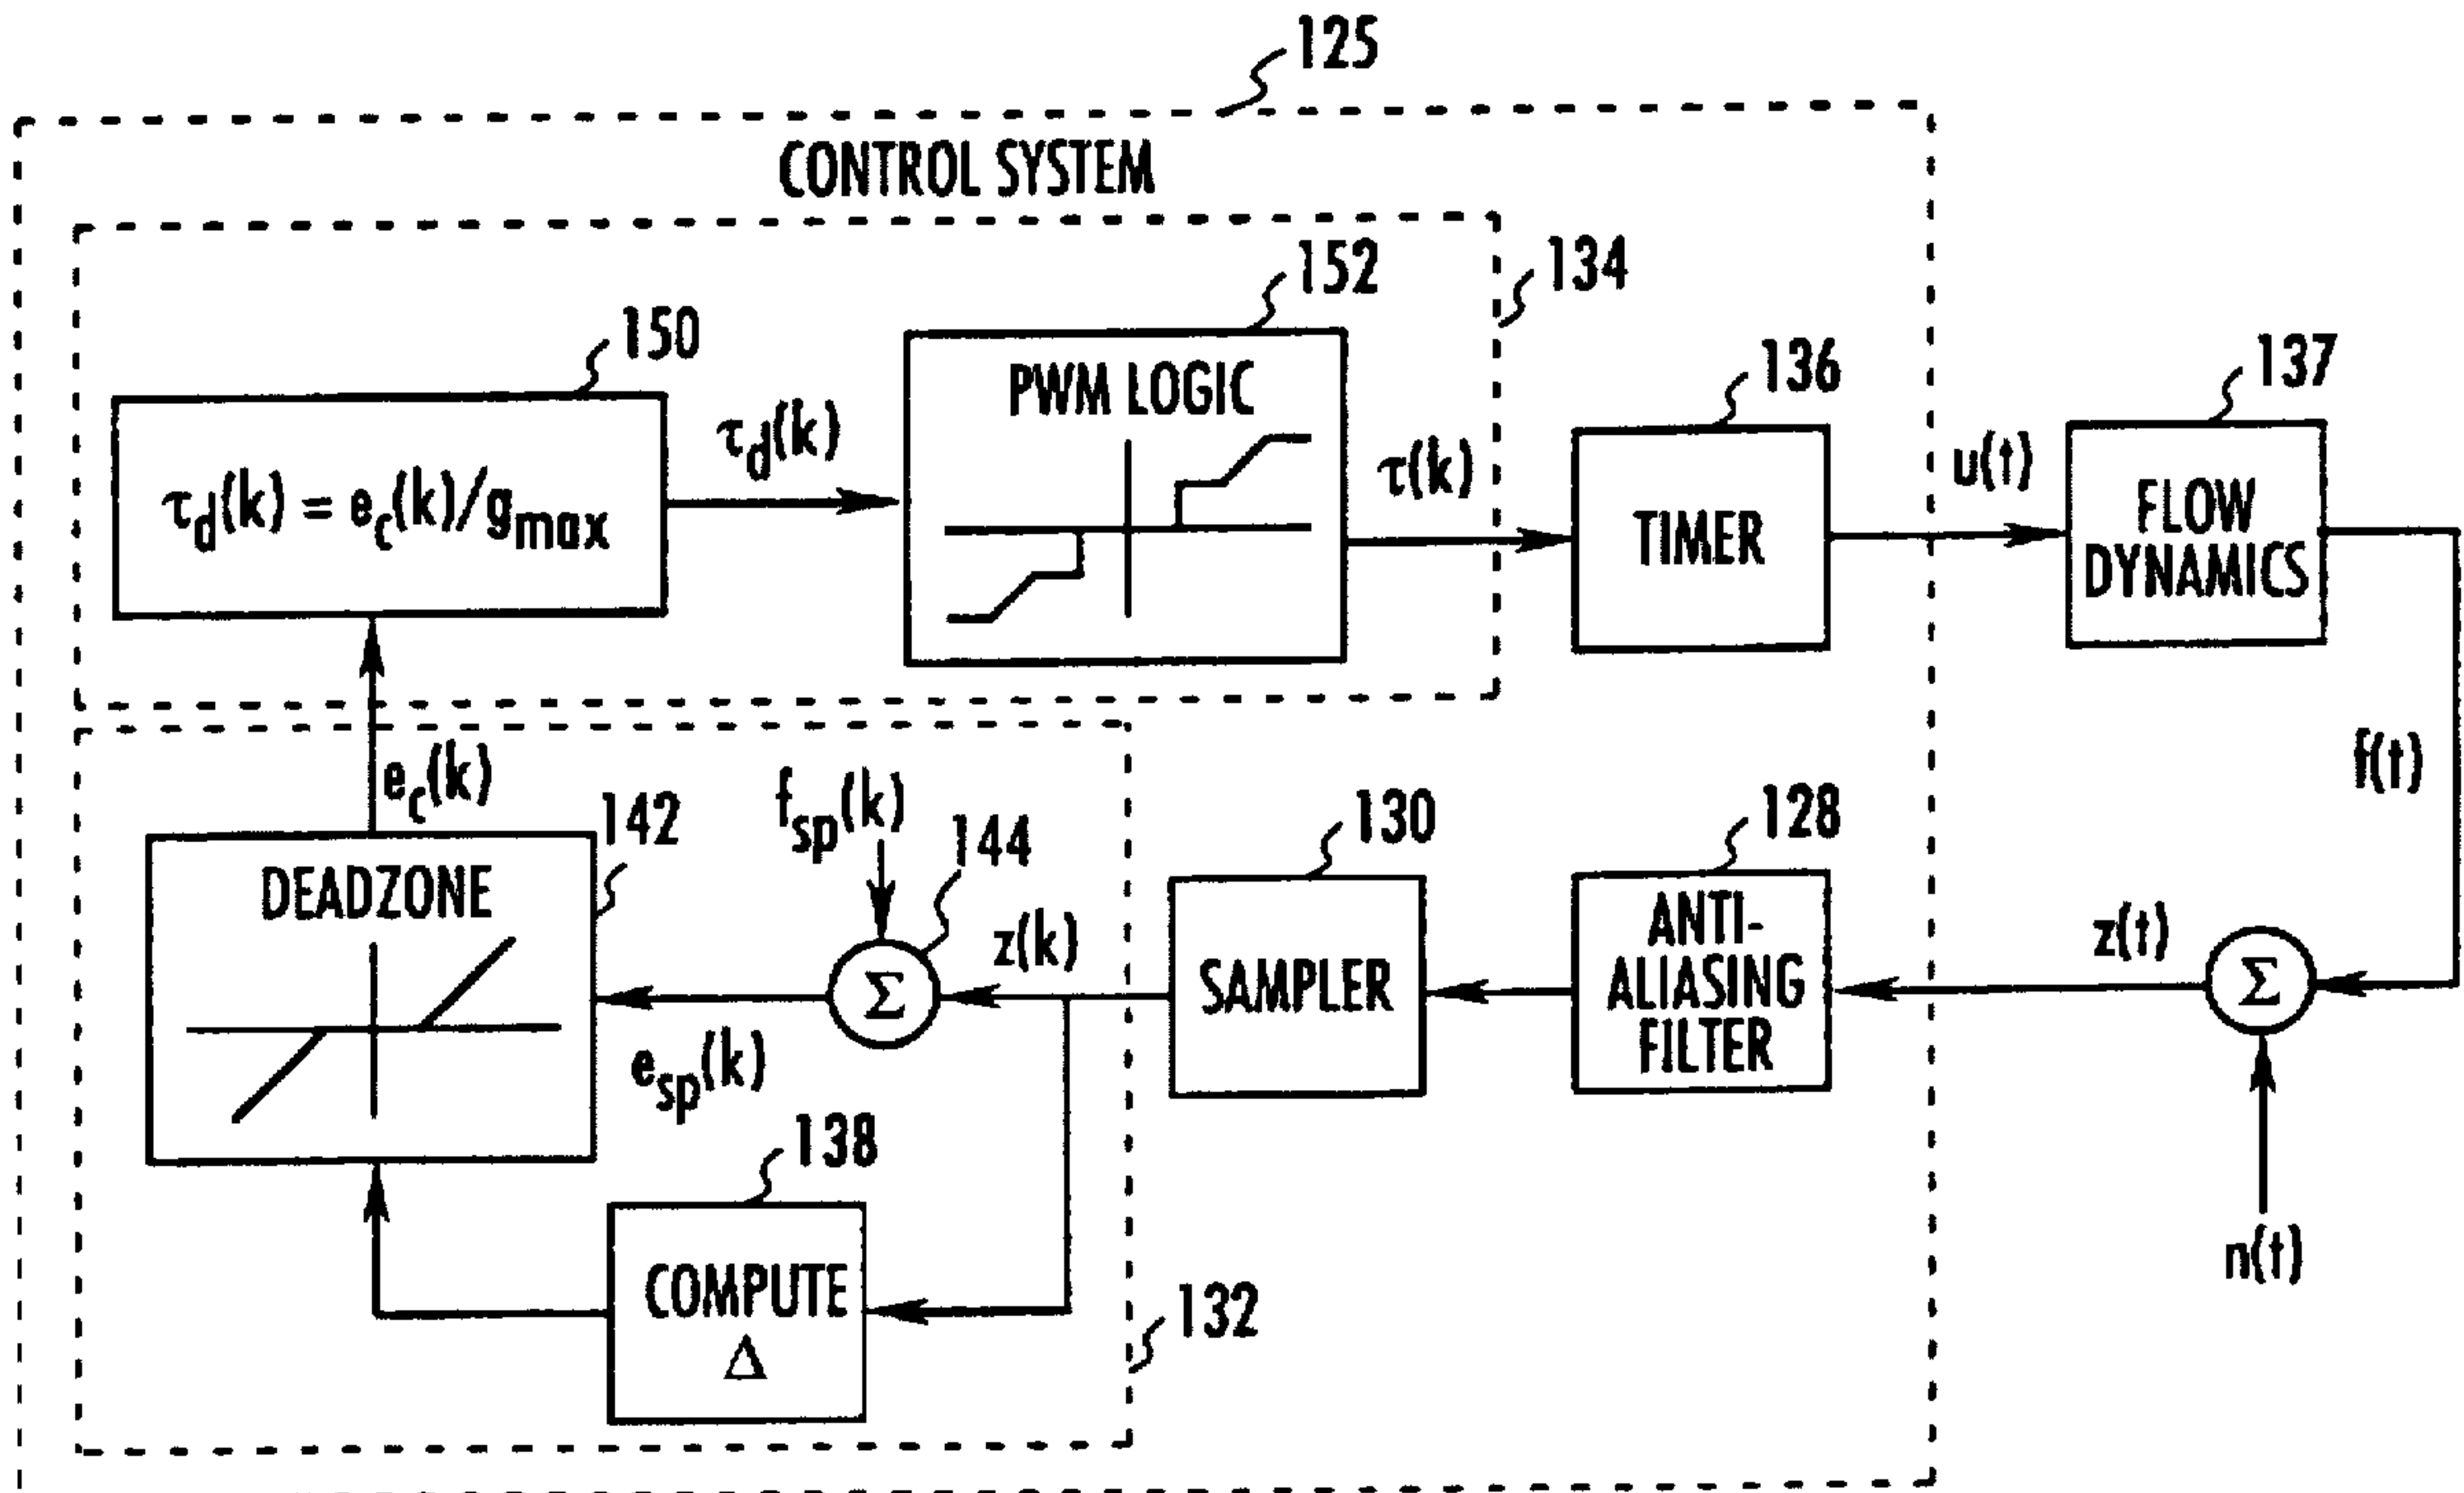 125
CONTROL SYSTEM
134
152
150
PWM LOGIC
136
137
τd(k)
τd(k) = ec(k)/gmax
τ(k)
TIMER
u(t)
FLOW
DYNAMICS
f(t)
ec(k)
142
fsp(k)
144
130
128
DEADZONE
z(k)
SAMPLER
ANTI-
ALIASING
FILTER
z(t)
Σ
Σ
esp(k)
138
n(t)
COMPUTE
Δ
132